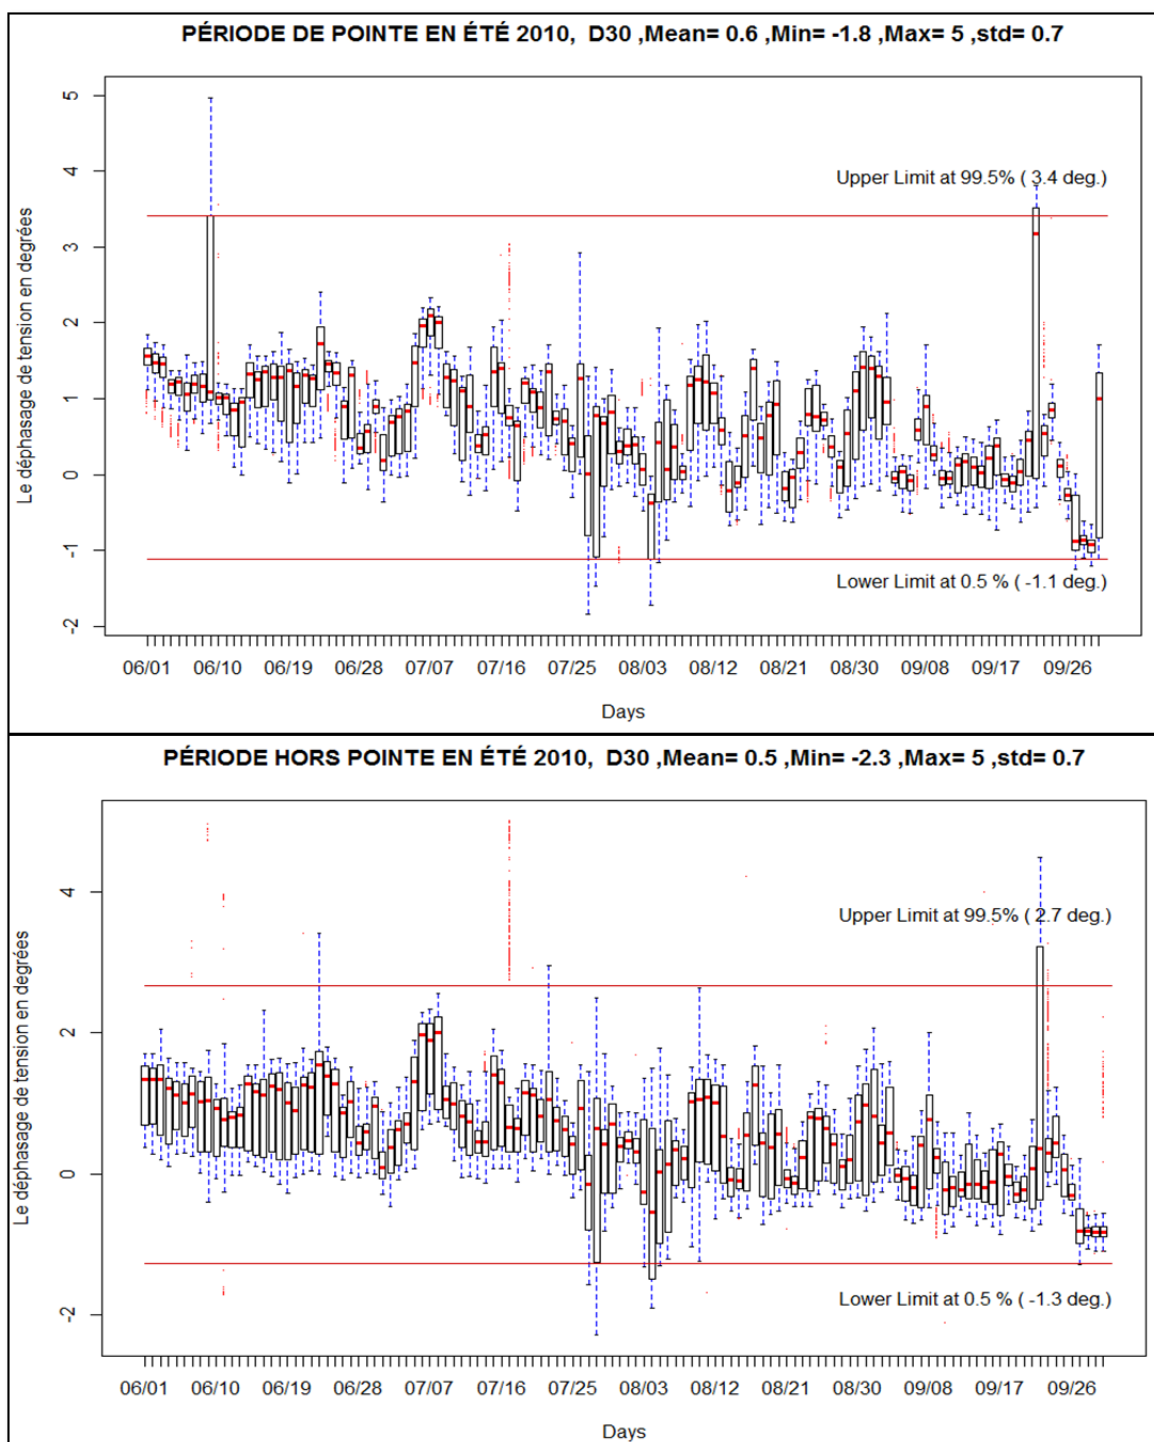 PÉRIODE DE POINTE EN ÉTÉ 2010,  D30 ,Mean= 0.6 ,Min= -1.8 ,Max= 5 ,std= 0.7
Le déphasage de tension en degrées
5
4
3
2
1
0
-1
-2
Upper Limit at 99.5% ( 3.4 deg.)
Lower Limit at 0.5 % ( -1.1 deg.)
06/01 06/10 06/19 06/28 07/07 07/16 07/25 08/03 08/12 08/21 08/30 09/08 09/17 09/26
Days
PÉRIODE HORS POINTE EN ÉTÉ 2010,  D30 ,Mean= 0.5 ,Min= -2.3 ,Max= 5 ,std= 0.7
Le déphasage de tension en degrées
4
2
0
-2
Upper Limit at 99.5% ( 2.7 deg.)
Lower Limit at 0.5 % ( -1.3 deg.)
06/01 06/10 06/19 06/28 07/07 07/16 07/25 08/03 08/12 08/21 08/30 09/08 09/17 09/26
Days